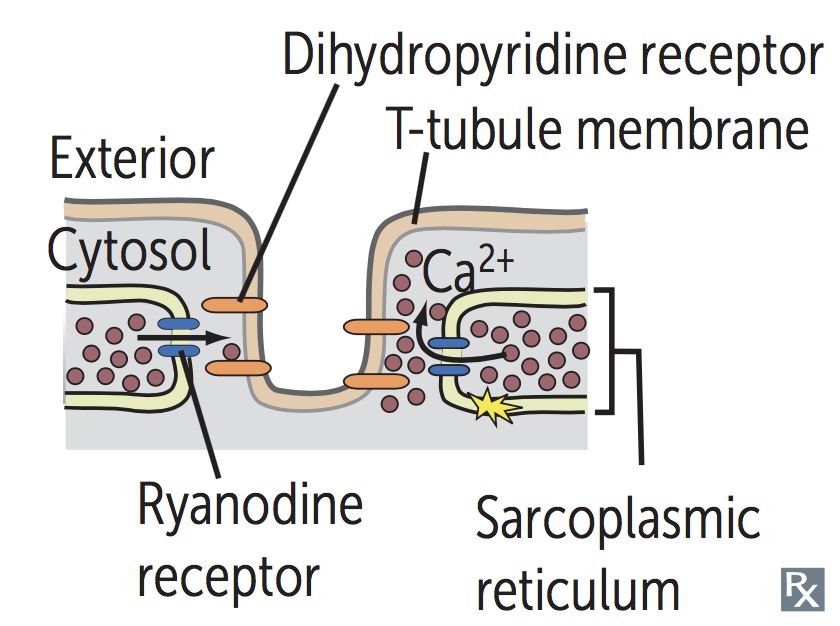 Dihydropyridine receptor
T-tubule membrane
Exterior
Cytosol
Ca2+
Ryanodine
receptor
Sarcoplasmic
reticulum
Rx